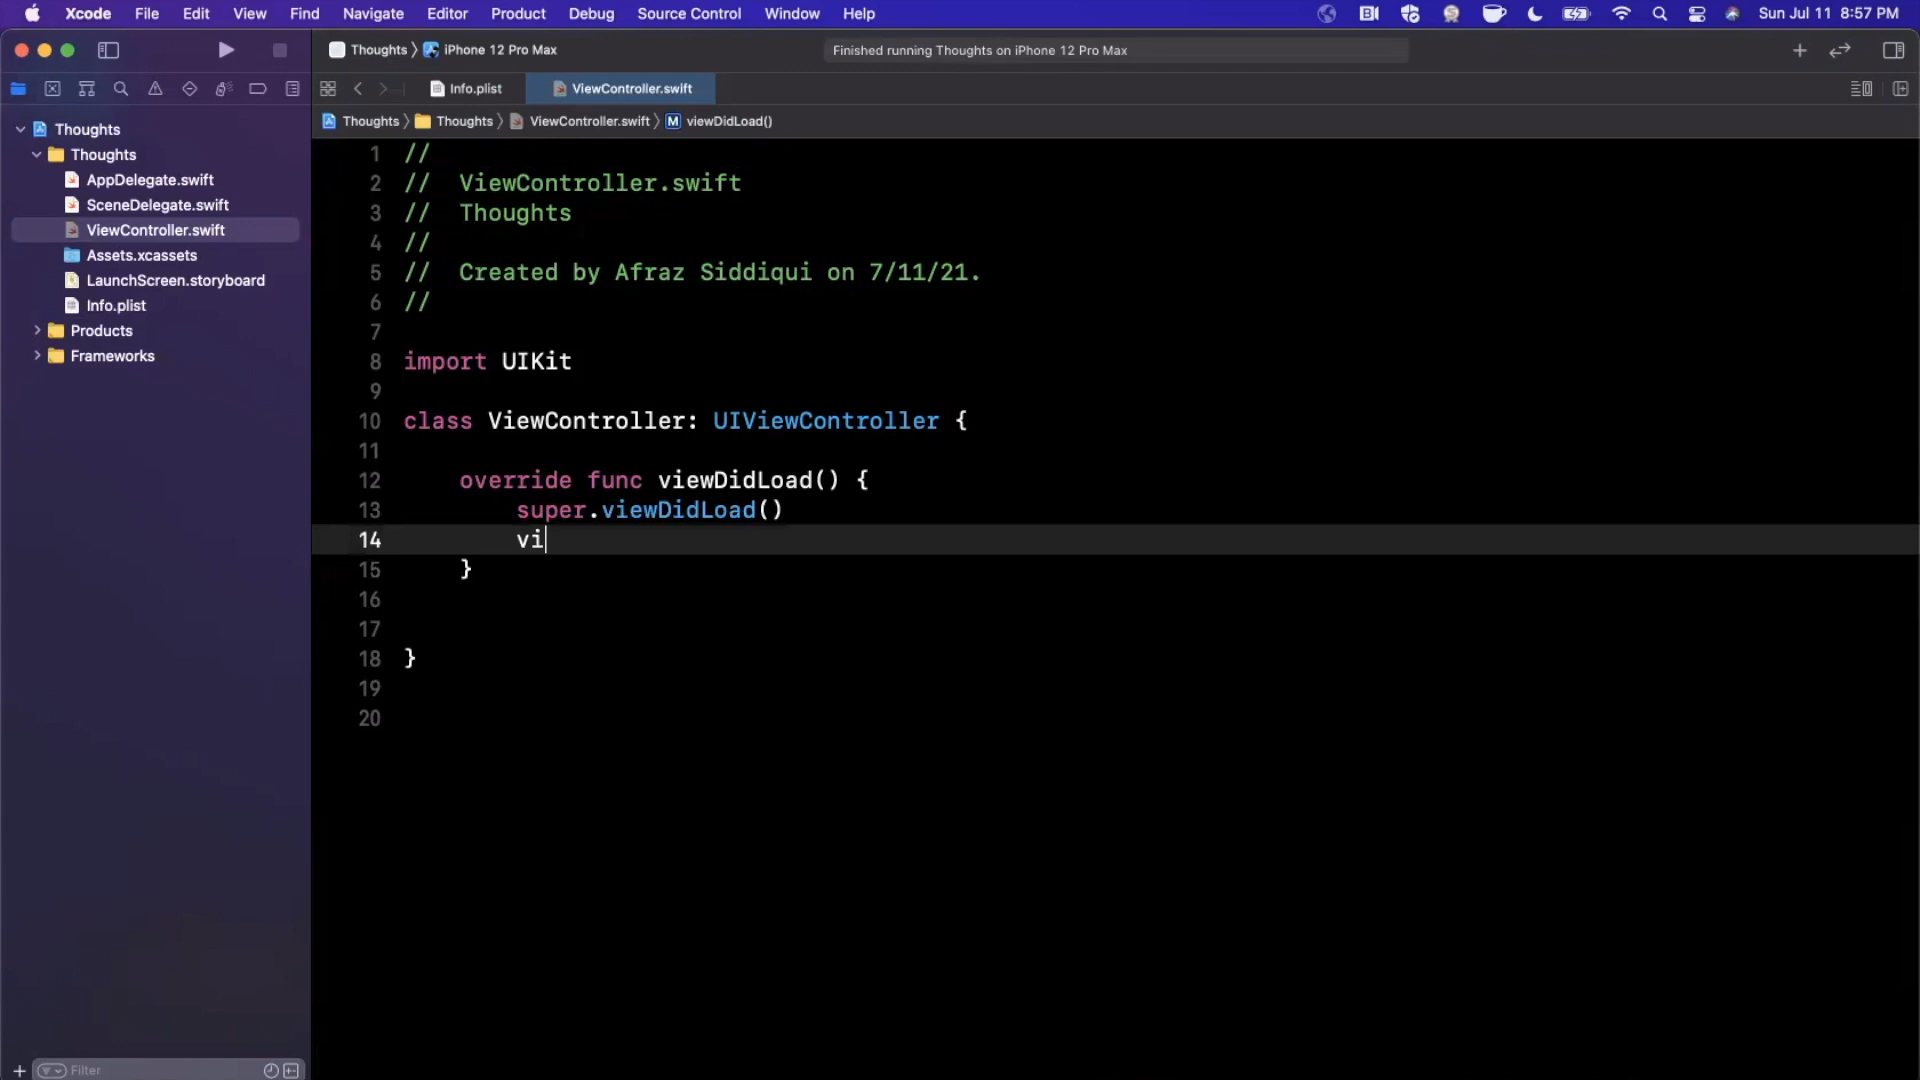 Xcode File Edit View Find Navigate Editor Product Debug Source Control Window Help Sun Jul 11 8:57 PM
Thoughts iPhone 12 Pro Max Finished running Thoughts on iPhone 12 Pro Max
Info.plist ViewController.swift
Thoughts Thoughts ViewController.swift M viewDidLoad()
Thoughts
Thoughts
AppDelegate.swift
SceneDelegate.swift
ViewController.swift
Assets.xcassets
LaunchScreen.storyboard
Info.plist
Products
Frameworks
Filter
1 //
2 // ViewController.swift
3 // Thoughts
4 //
5 // Created by Afraz Siddiqui on 7/11/21.
6 //
7
8 import UIKit
9
10 class ViewController: UIViewController {
11
12 override func viewDidLoad() {
13 super.viewDidLoad()
14 vi
15 }
16
17
18 }
19
20